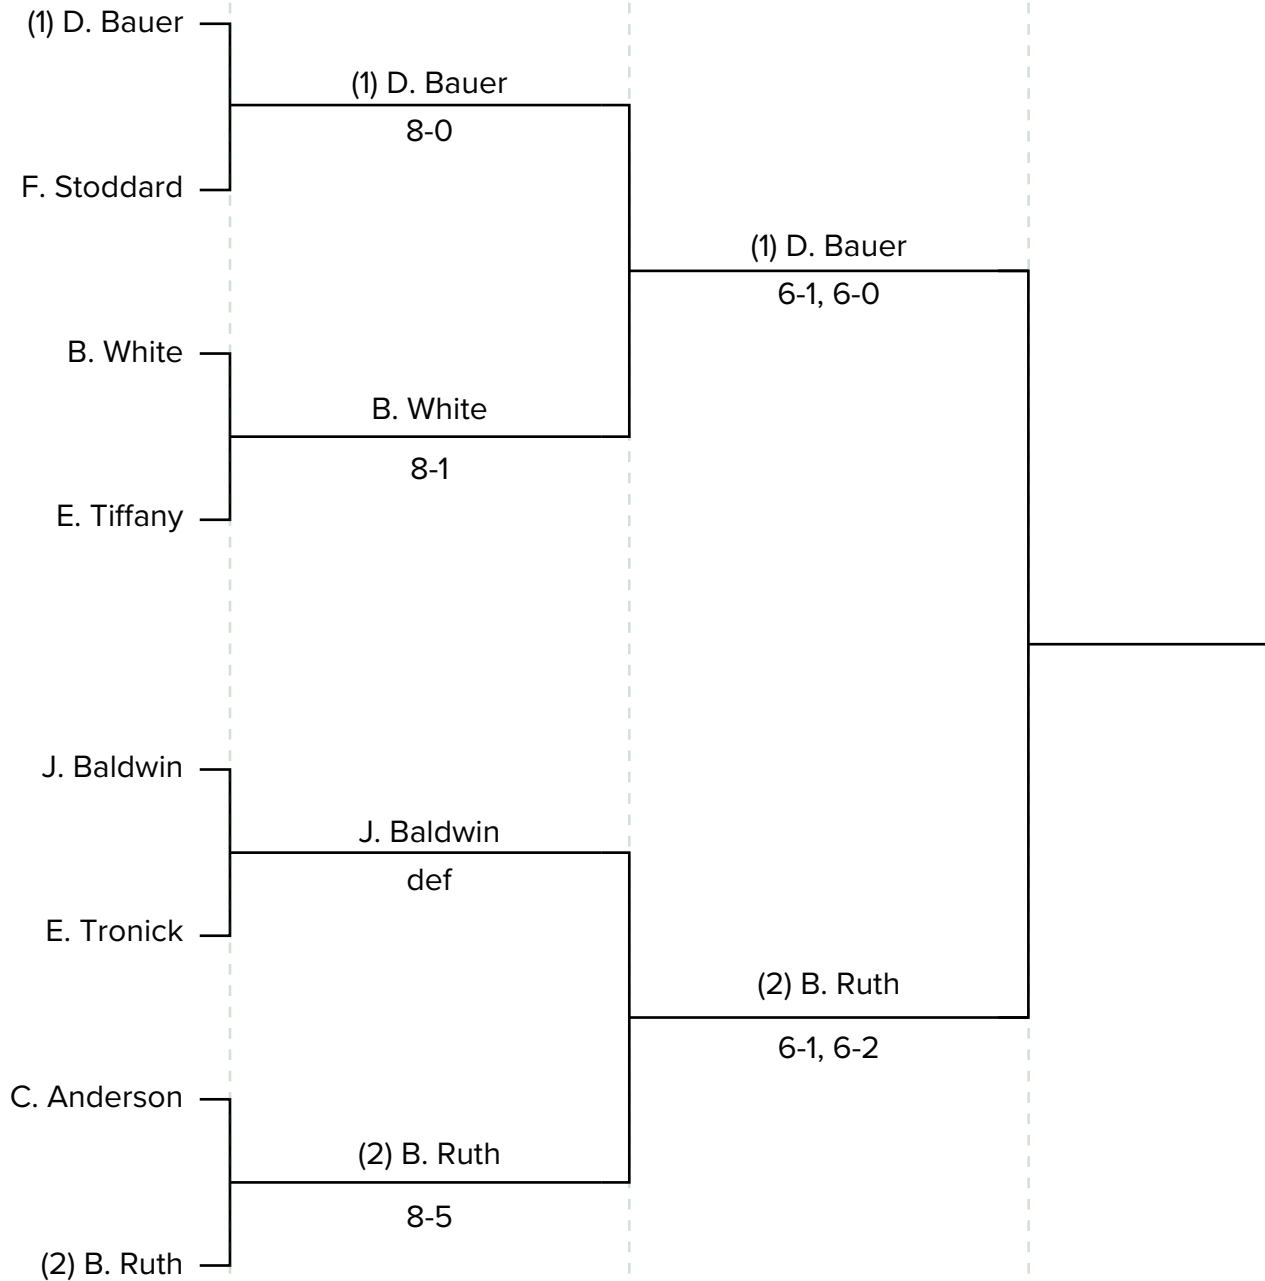 (1) D. Bauer
F. Stoddard
B. White
E. Tiffany
J. Baldwin
E. Tronick
C. Anderson
(2) B. Ruth
(1) D. Bauer
8-0
B. White
8-1
J. Baldwin
def
(2) B. Ruth
8-5
(1) D. Bauer
6-1, 6-0
(2) B. Ruth
6-1, 6-2